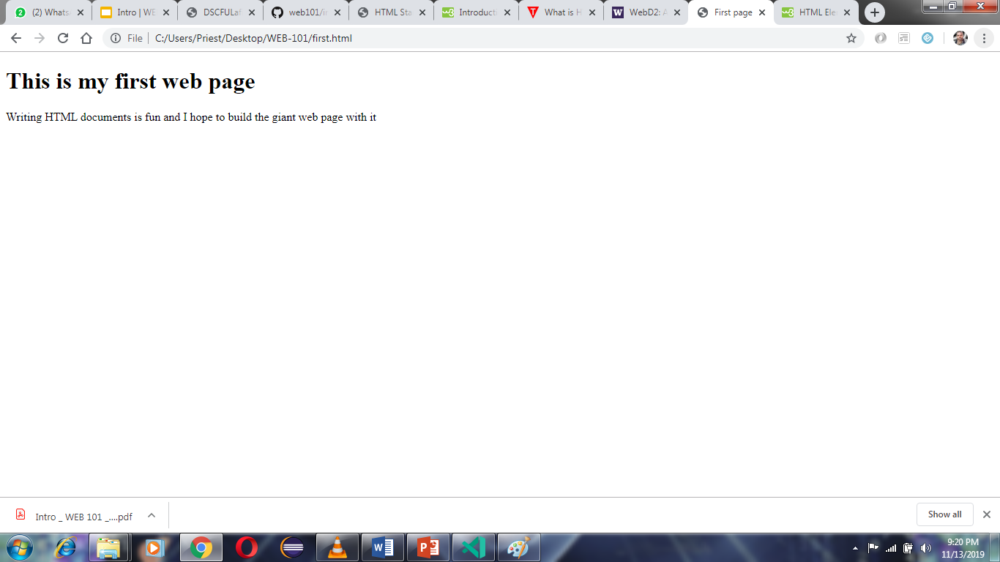 (2) Whats
Intro | WE
DSCFULaf
web101/in
HTML Sta
Introducti
What is H
WebD2: A
First page
HTML Ele
File
C:/Users/Priest/Desktop/WEB-101/first.html
This is my first web page
Writing HTML documents is fun and I hope to build the giant web page with it
Intro _ WEB 101 _....pdf
Show all
9:20 PM
11/13/2019